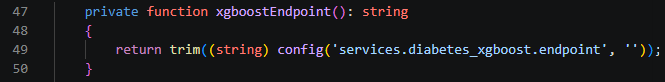 47 private function xgboostEndpoint(): string
48 {
49 return trim((string) config('services.diabetes_xgboost.endpoint', ''));
50 }